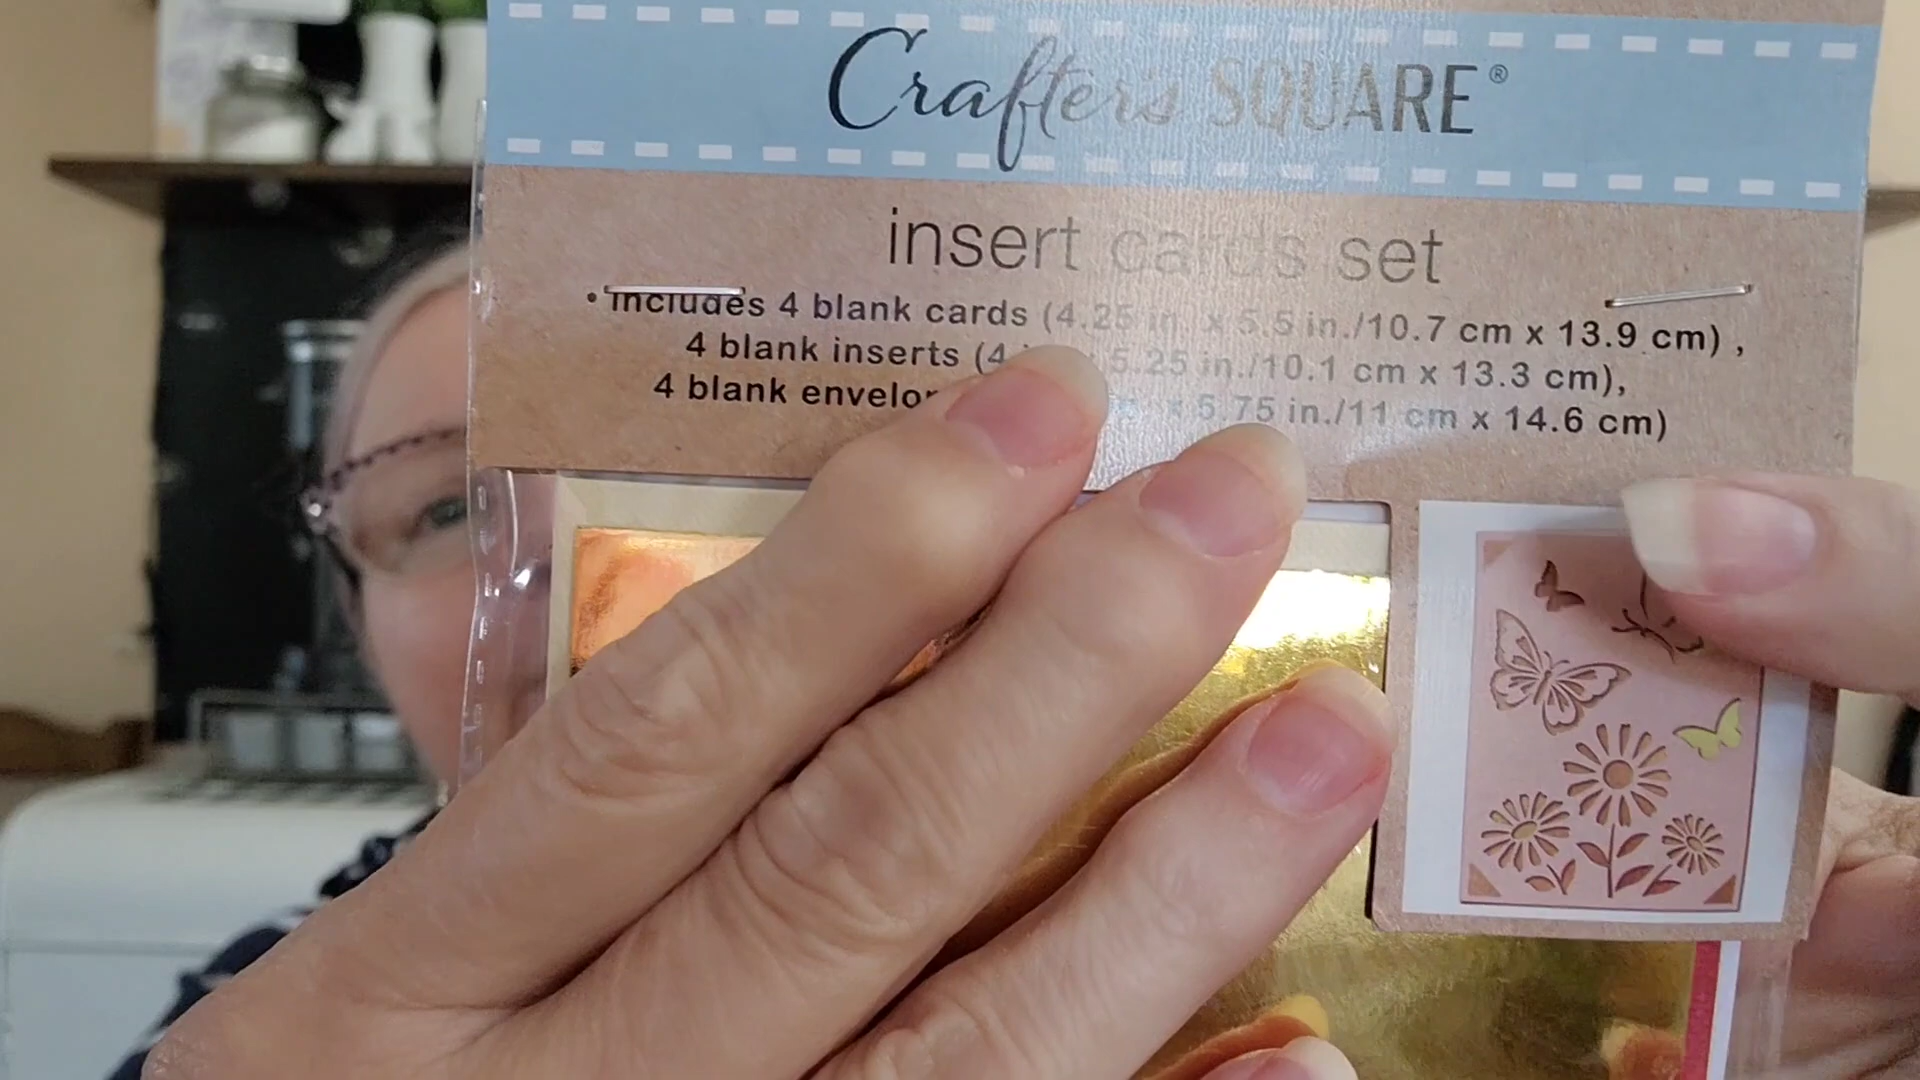 Crafter's SQUARE®
insert cards set
• Includes 4 blank cards (4.25 in. x 5.5 in./10.7 cm x 13.9 cm) ,
4 blank inserts (4 5.25 in./10.1 cm x 13.3 cm),
4 blank x 5.75 in./11 cm x 14.6 cm)